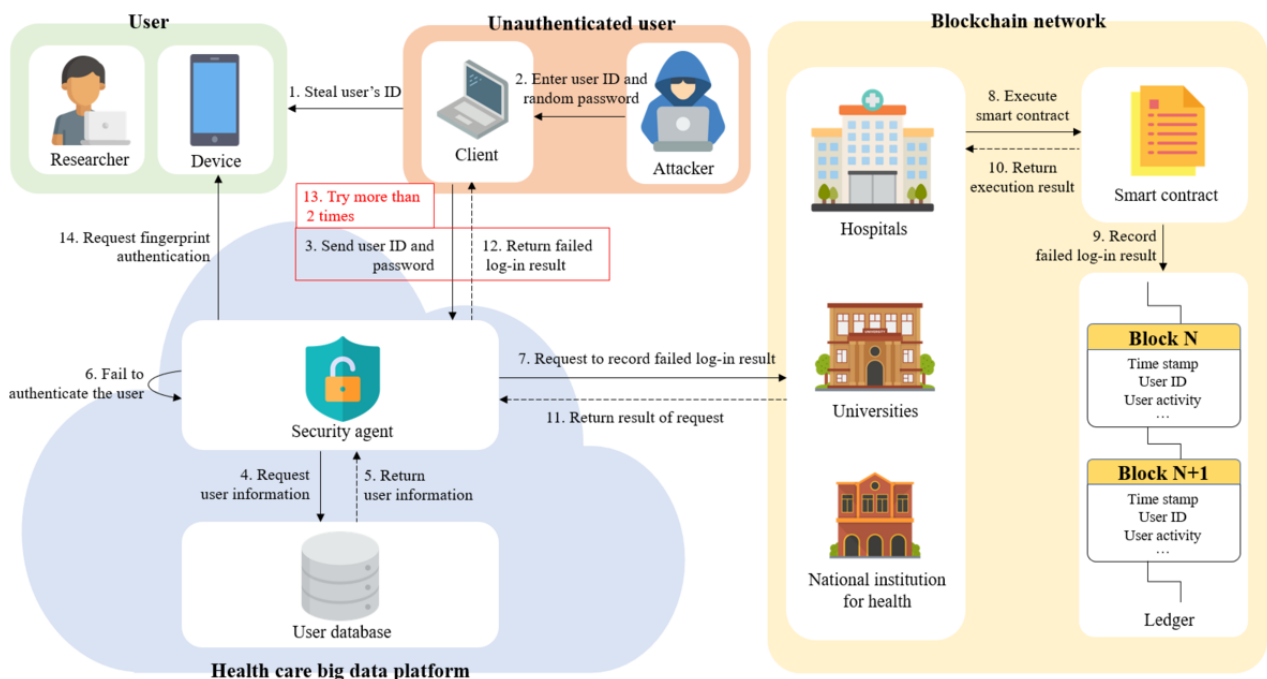 User
Unauthenticated user
Blockchain network
Researcher
Device
1. Steal user's ID
Client
2. Enter user ID and
random password
Attacker
Hospitals
Universities
National institution
for health
8. Execute
smart contract
10. Return
execution result
Smart contract
9. Record
failed log-in result
Block N
Time stamp
User ID
User activity
…
Block N+1
Time stamp
User ID
User activity
…
Ledger
13. Try more than
2 times
3. Send user ID and
password
12. Return failed
log-in result
14. Request fingerprint
authentication
6. Fail to
authenticate the user
Security agent
7. Request to record failed log-in result
11. Return result of request
4. Request
user information
5. Return
user information
User database
Health care big data platform